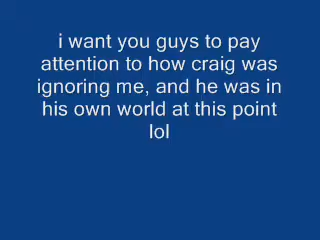 i want you guys to pay
attention to how craig was
ignoring me, and he was in
his own world at this point
lol